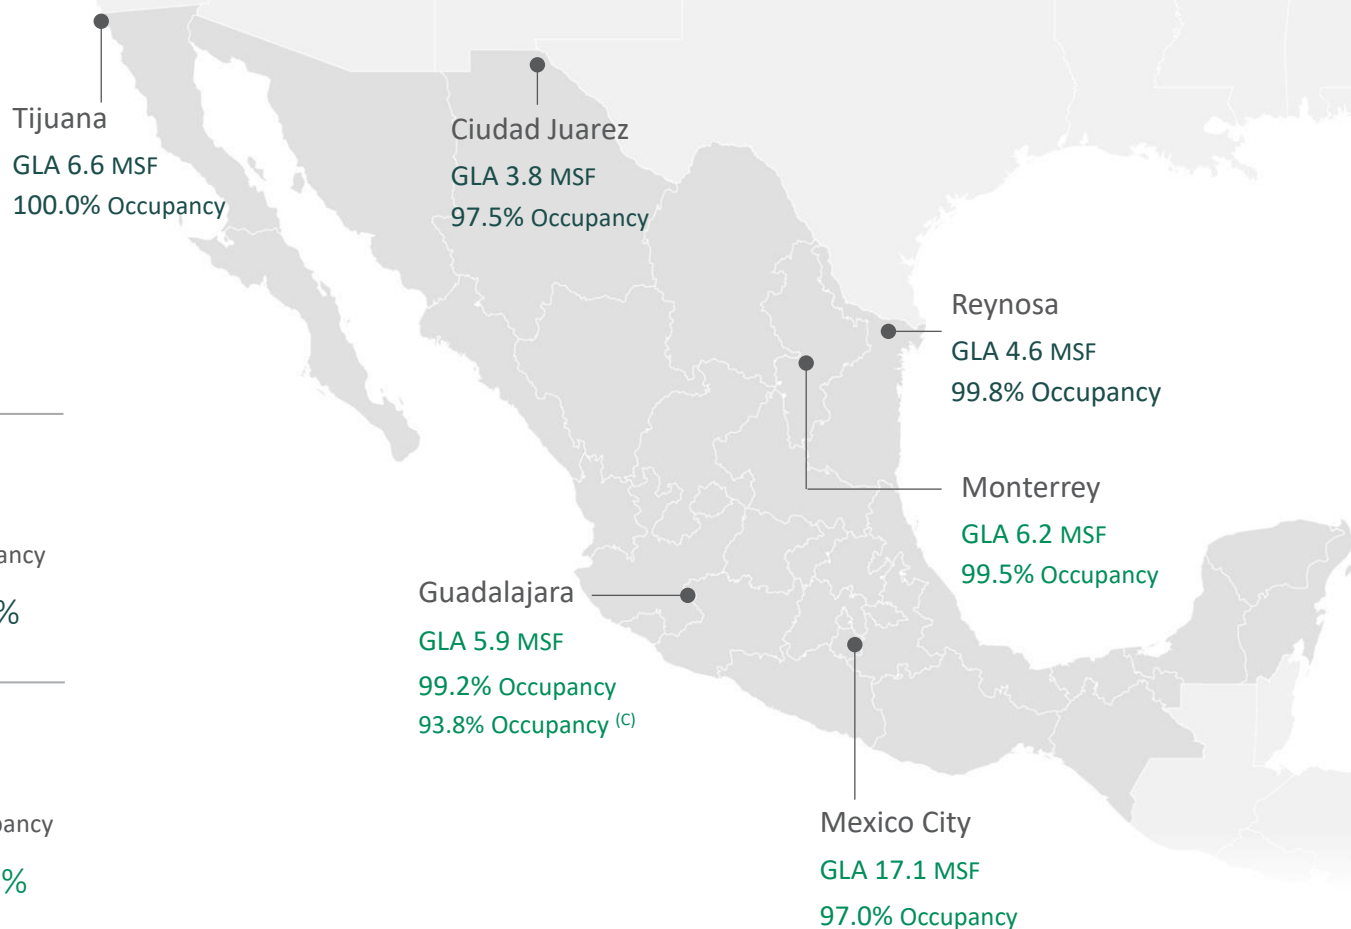 Tijuana
GLA 6.6 MSF
100.0% Occupancy
Ciudad Juarez
GLA 3.8 MSF
97.5% Occupancy
Reynosa
GLA 4.6 MSF
99.8% Occupancy
Monterrey
GLA 6.2 MSF
99.5% Occupancy
ancy
%
Guadalajara
GLA 5.9 MSF
99.2% Occupancy
93.8% Occupancy (C)
pancy
%
Mexico City
GLA 17.1 MSF
97.0% Occupancy